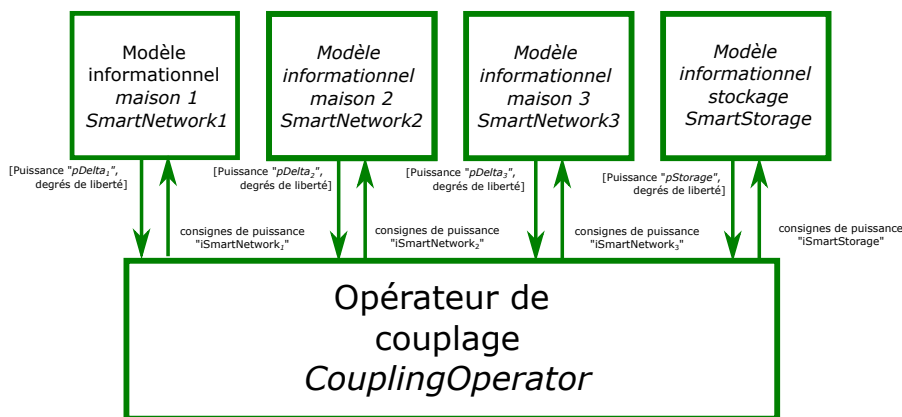 Modèle
informationnel
maison 1
SmartNetwork1
Modèle
informationnel
maison 2
SmartNetwork2
Modèle
informationnel
maison 3
SmartNetwork3
Modèle
informationnel
stockage
SmartStorage
[Puissance "pDelta₁",
degrés de liberté]
[Puissance "pDelta₂",
degrés de liberté]
[Puissance "pDelta₃",
degrés de liberté]
[Puissance "pStorage",
degrés de liberté]
consignes de puissance
"iSmartNetwork₁"
consignes de puissance
"iSmartNetwork₂"
consignes de puissance
"iSmartNetwork₃"
consignes de puissance
"iSmartStorage"
Opérateur de
couplage
CouplingOperator